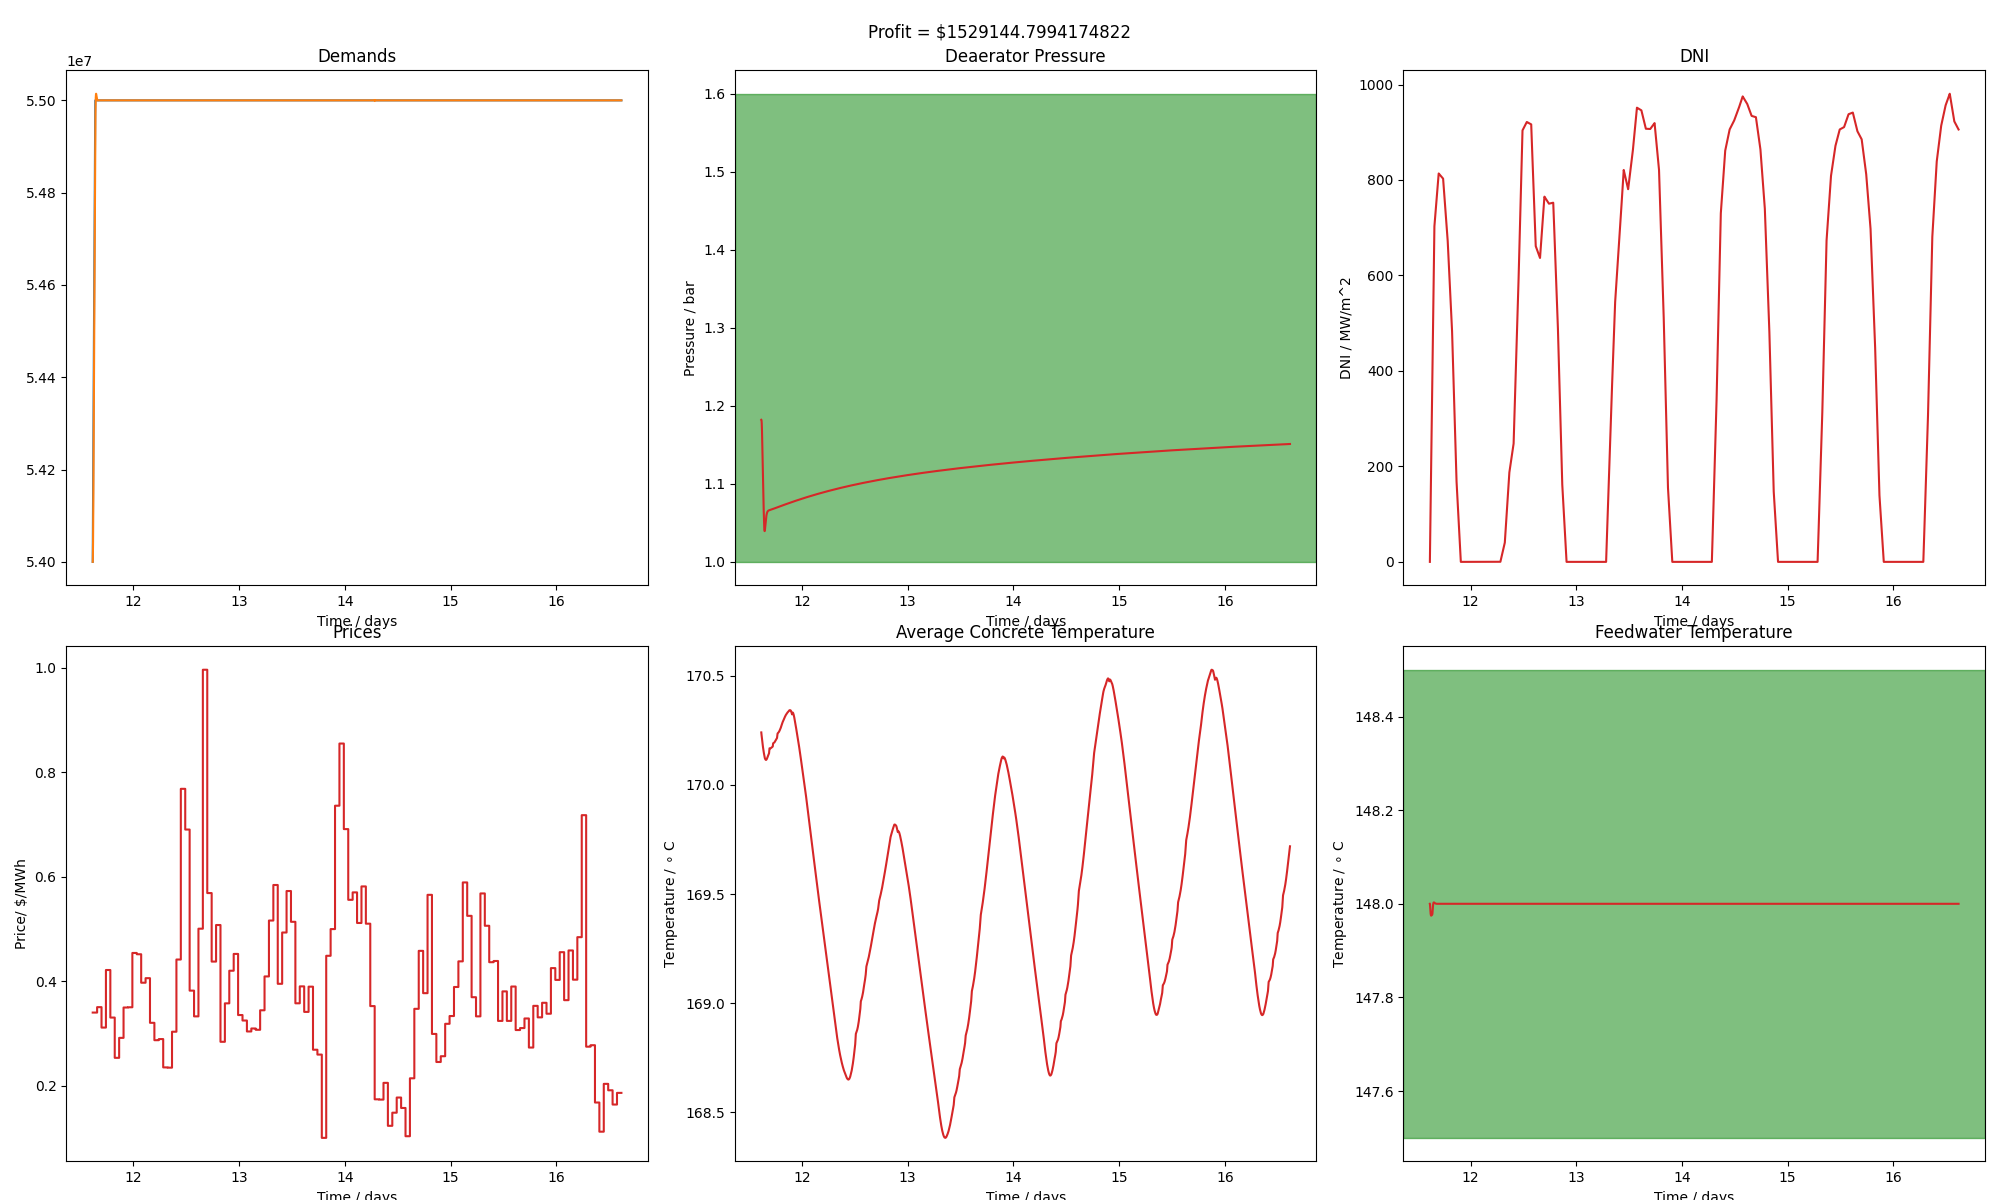 Profit = $1529144.7994174822
Demands
1e7
5.50
5.48
5.46
5.44
5.42
5.40
12 13 14 15 16
Time / days
Deaerator Pressure
Pressure / bar
1.6
1.5
1.4
1.3
1.2
1.1
1.0
12 13 14 15 16
Time / days
DNI
DNI / MW/m^2
1000
800
600
400
200
0
12 13 14 15 16
Time / days
Prices
Price/ $/MWh
1.0
0.8
0.6
0.4
0.2
12 13 14 15 16
Time / days
Average Concrete Temperature
Temperature / ∘ C
170.5
170.0
169.5
169.0
168.5
12 13 14 15 16
Time / days
Feedwater Temperature
Temperature / ∘ C
148.4
148.2
148.0
147.8
147.6
12 13 14 15 16
Time / days